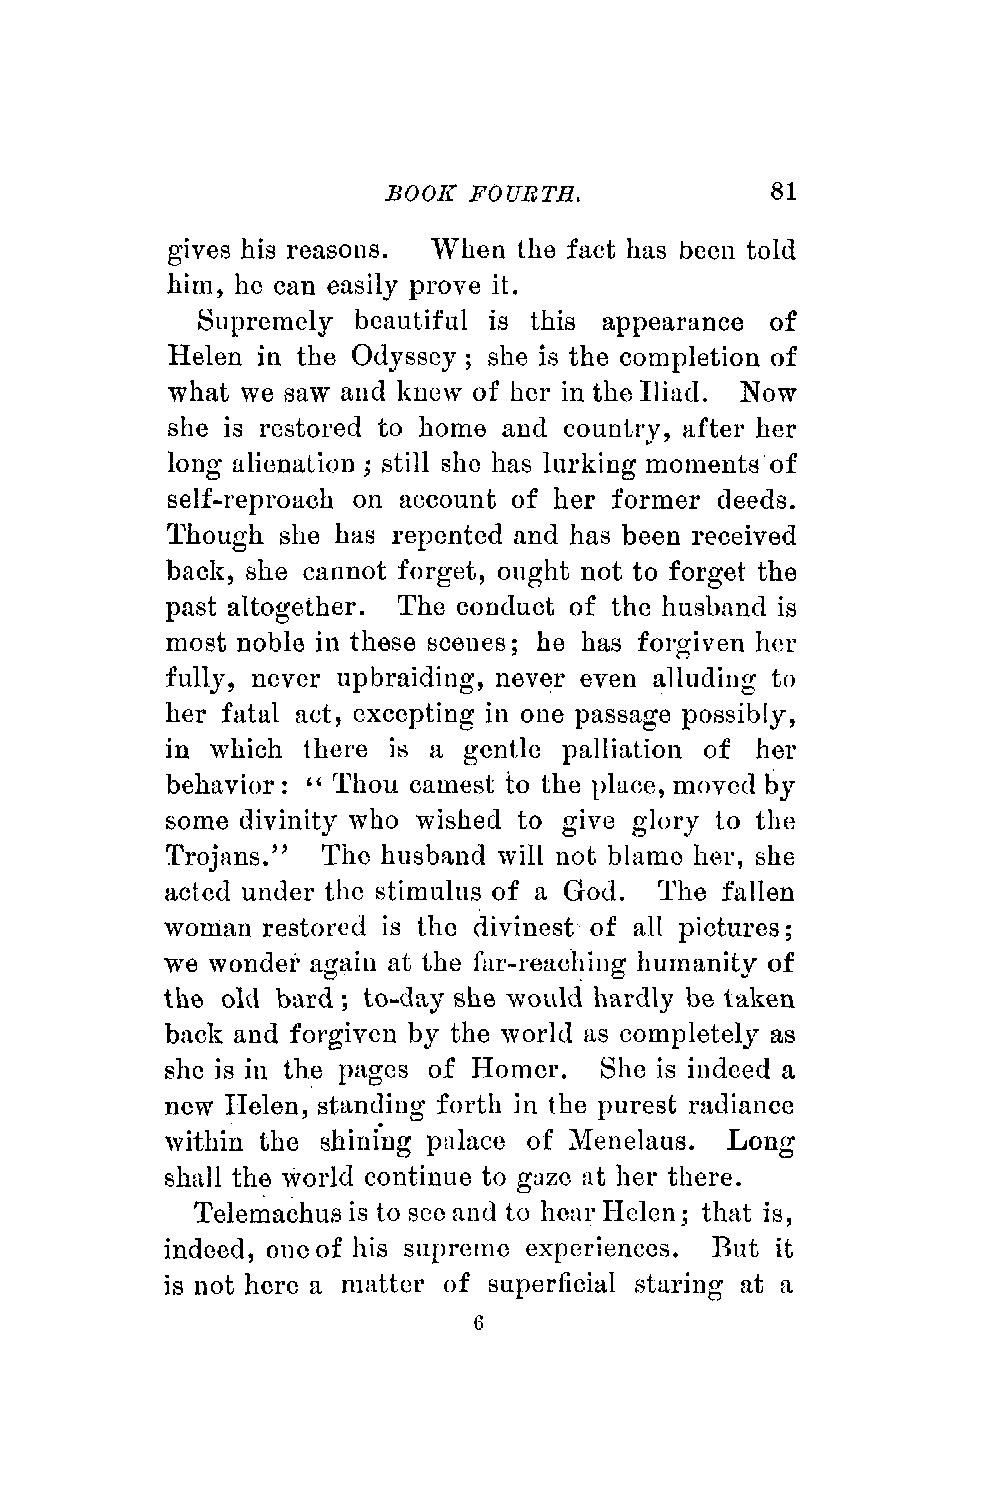 BOOK FOURTH. 81
gives his reasons. When the fact has been told
him, he can easily prove it.
Supremely beautiful is this appearance of
Helen in the Odyssey; she is the completion of
what we saw and knew of her in the Iliad. Now
she is restored to home and country, after her
long alienation; still she has lurking moments of
self-reproach on account of her former deeds.
Though she has repented and has been received
back, she cannot forget, ought not to forget the
past altogether. The conduct of the husband is
most noble in these scenes; he has forgiven her
fully, never upbraiding, never even alluding to
her fatal act, excepting in one passage possibly,
in which there is a gentle palliation of her
behavior: "Thou camest to the place, moved by
some divinity who wished to give glory to the
Trojans." The husband will not blame her, she
acted under the stimulus of a God. The fallen
woman restored is the divinest of all pictures;
we wonder again at the far-reaching humanity of
the old bard; to-day she would hardly be taken
back and forgiven by the world as completely as
she is in the pages of Homer. She is indeed a
new Helen, standing forth in the purest radiance
within the shining palace of Menelaus. Long
shall the world continue to gaze at her there.
Telemachus is to see and to hear Helen; that is,
indeed, one of his supreme experiences. But it
is not here a matter of superficial staring at a
6